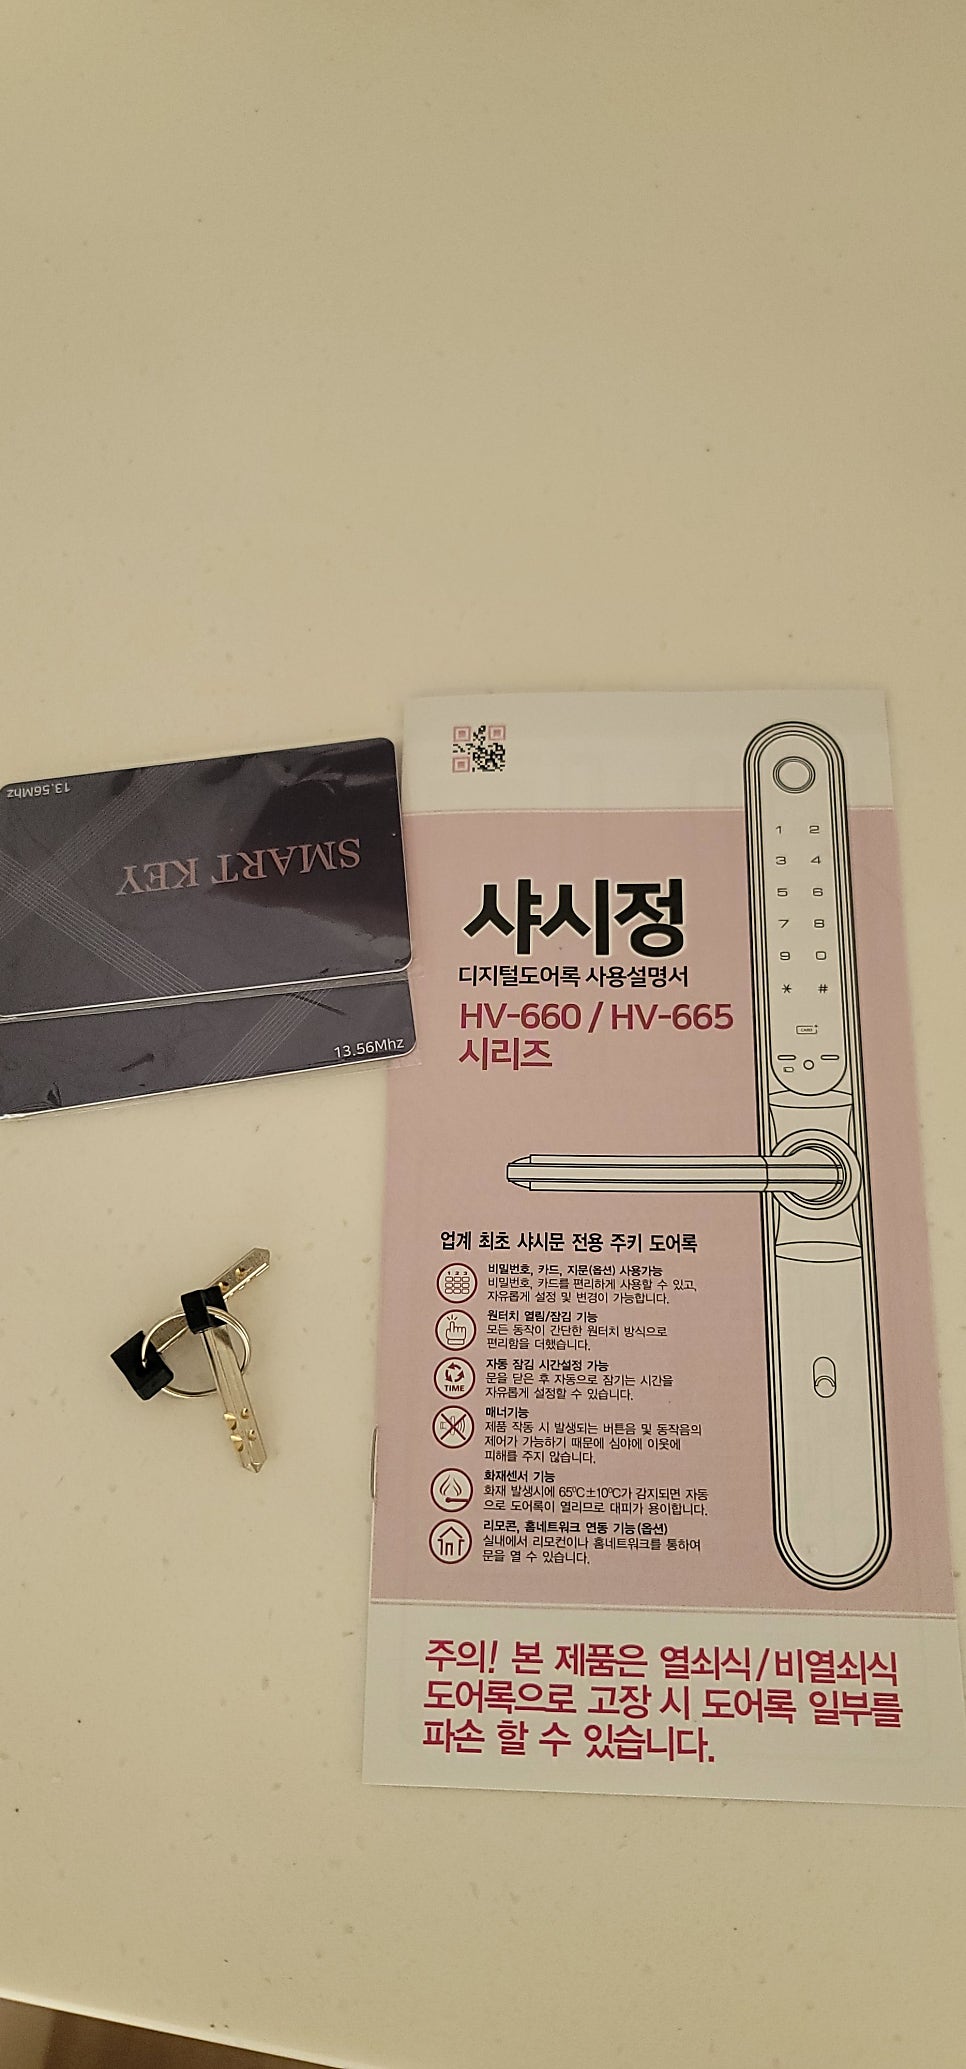 13.56Mhz
SMART KEY
13.56Mhz
샤시정
디지털도어록 사용설명서
HV-660 / HV-665
시리즈
1 2
3 4
5 6
7 8
9 0
* #
CARD
업계 최초 샤시문 전용 주키 도어록
1 2 3
비밀번호, 카드, 지문(옵션) 사용가능
비밀번호, 카드를 편리하게 사용할 수 있고,
자유롭게 설정 및 변경이 가능합니다.
원터치 열림/잠김 기능
모든 동작이 간단한 원터치 방식으로
편리함을 더했습니다.
TIME
자동 잠김 시간설정 가능
문을 닫은 후 자동으로 잠기는 시간을
자유롭게 설정할 수 있습니다.
매너기능
제품 작동 시 발생되는 버튼음 및 동작음의
제어가 가능하기 때문에 심야에 이웃에
피해를 주지 않습니다.
화재센서 기능
화재 발생시에 65℃±10℃가 감지되면 자동
으로 도어록이 열리므로 대피가 용이합니다.
리모콘, 홈네트워크 연동 기능(옵션)
실내에서 리모컨이나 홈네트워크를 통하여
문을 열 수 있습니다.
주의! 본 제품은 열쇠식/비열쇠식
도어록으로 고장 시 도어록 일부를
파손 할 수 있습니다.